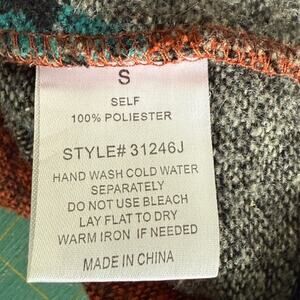 S
SELF
100% POLIESTER
STYLE# 31246J
HAND WASH COLD WATER
SEPARATELY
DO NOT USE BLEACH
LAY FLAT TO DRY
WARM IRON IF NEEDED
MADE IN CHINA